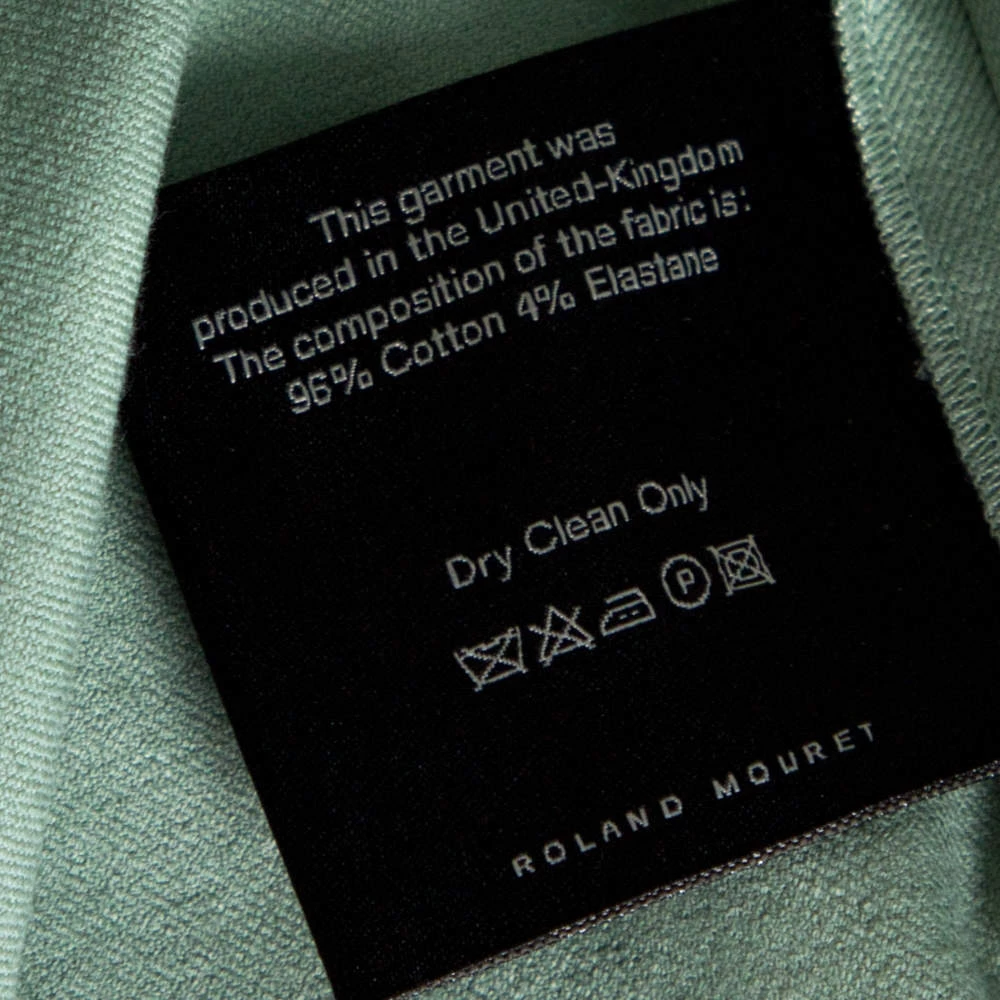 This garment was
produced in the United-Kingdom
The composition of the fabric is:
96% Cotton 4% Elastane
Dry Clean Only
P
ROLAND MOURET